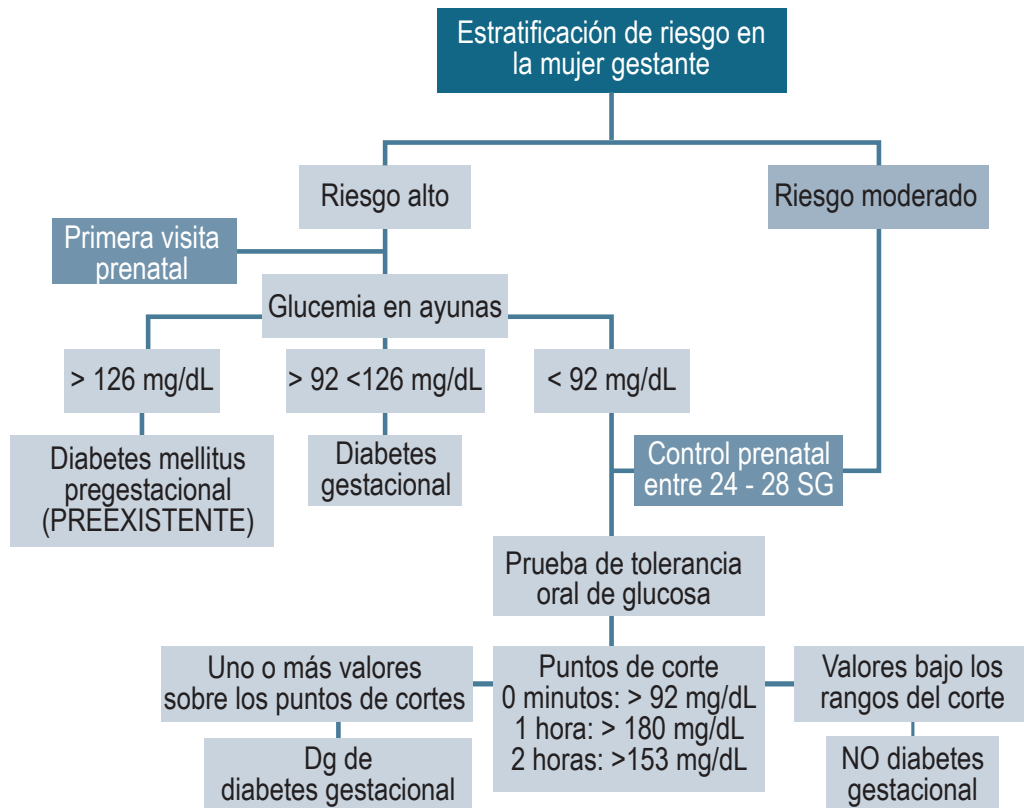 Estratificación de riesgo en
la mujer gestante
Riesgo alto
Riesgo moderado
Primera visita
prenatal
Glucemia en ayunas
> 126 mg/dL
> 92 <126 mg/dL
< 92 mg/dL
Diabetes mellitus
pregestacional
(PREEXISTENTE)
Diabetes
gestacional
Control prenatal
entre 24 - 28 SG
Prueba de tolerancia
oral de glucosa
Uno o más valores
sobre los puntos de cortes
Puntos de corte
0 minutos: > 92 mg/dL
1 hora: > 180 mg/dL
2 horas: >153 mg/dL
Valores bajo los
rangos del corte
Dg de
diabetes gestacional
NO diabetes
gestacional